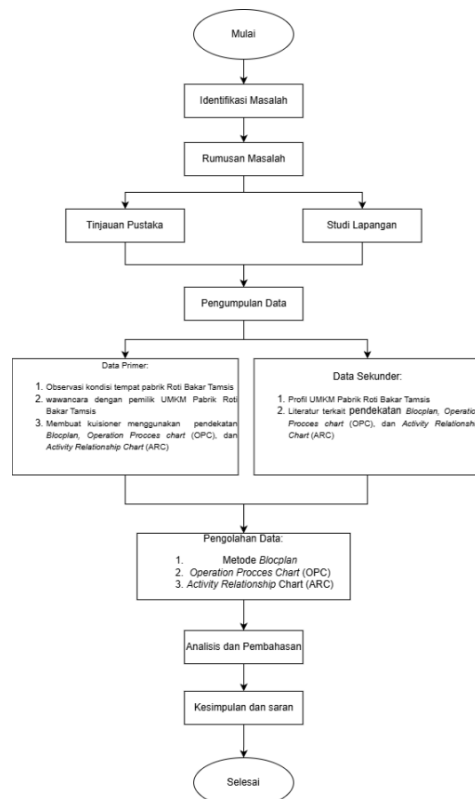 Mulai
Identifikasi Masalah
Rumusan Masalah
Tinjauan Pustaka
Studi Lapangan
Pengumpulan Data
Data Primer:
1. Observasi kondisi tempat pabrik Roti Bakar Tamsis
2. wawancara dengan pemilik UMKM Pabrik Roti
Bakar Tamsis
3. Membuat kuisioner menggunakan pendekatan
Blocplan, Operation Procces chart (OPC), dan
Activity Relationship Chart (ARC)
Data Sekunder:
1. Profil UMKM Pabrik Roti Bakar Tamsis
2. Literatur terkait pendekatan Blocplan, Operation
Procces chart (OPC), dan Activity Relationship
Chart (ARC)
Pengolahan Data:
1. Metode Blocplan
2. Operation Procces Chart (OPC)
3. Activity Relationship Chart (ARC)
Analisis dan Pembahasan
Kesimpulan dan saran
Selesai